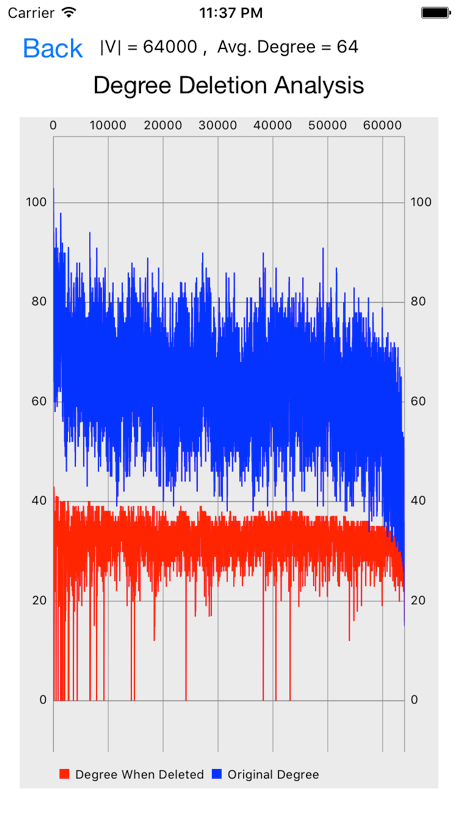 Carrier 11:37 PM
Back |V| = 64000 , Avg. Degree = 64
Degree Deletion Analysis
0 10000 20000 30000 40000 50000 60000
100 100
80 80
60 60
40 40
20 20
0 0
Degree When Deleted Original Degree